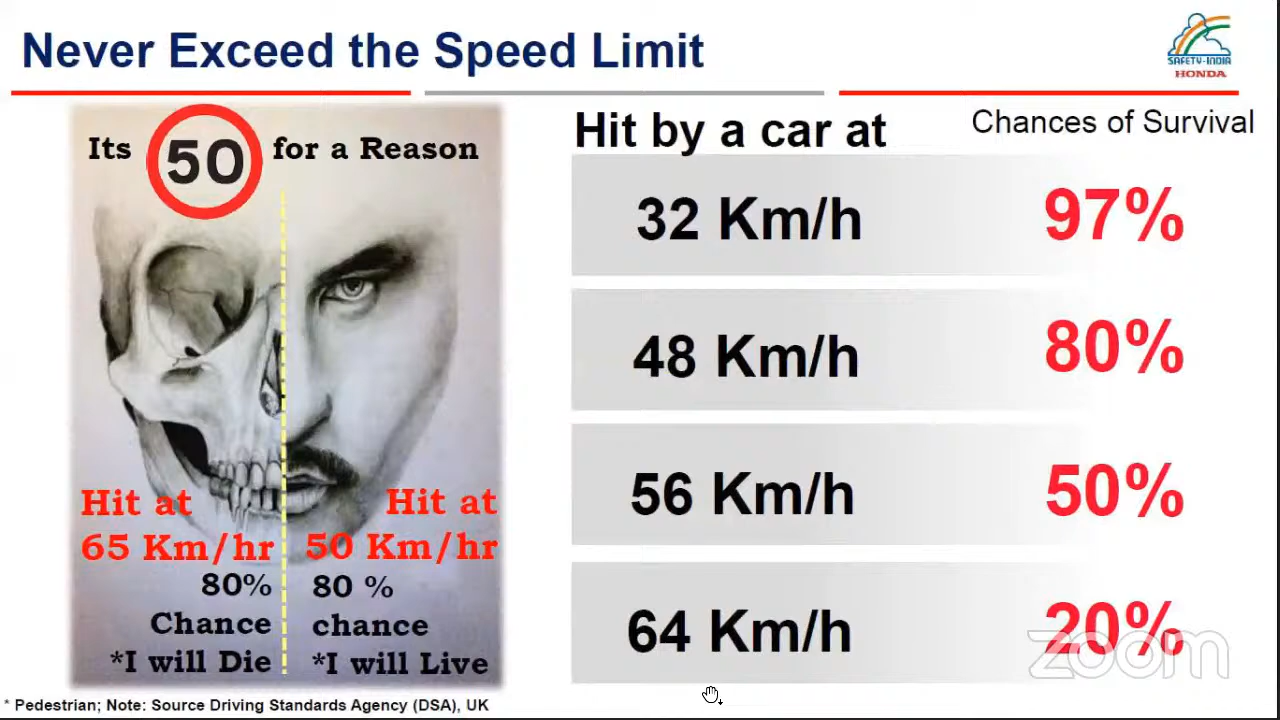 Never Exceed the Speed Limit
SAFETY-INDIA
HONDA
Its 50 for a Reason
Hit at
65 Km/hr
80%
Chance
*I will Die
Hit at
50 Km/hr
80 %
chance
*I will Live
Hit by a car at Chances of Survival
32 Km/h 97%
48 Km/h 80%
56 Km/h 50%
64 Km/h 20%
zoom
* Pedestrian; Note: Source Driving Standards Agency (DSA), UK